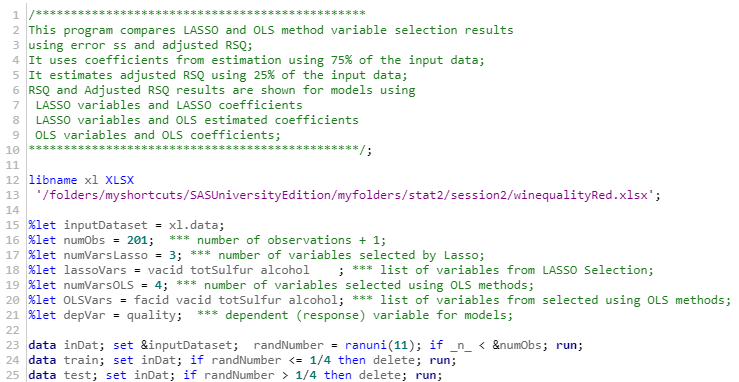 1 /***********************************************
2 This program compares LASSO and OLS method variable selection results
3 using error ss and adjusted RSQ;
4 It uses coefficients from estimation using 75% of the input data;
5 It estimates adjusted RSQ using 25% of the input data;
6 RSQ and Adjusted RSQ results are shown for models using
7  LASSO variables and LASSO coefficients
8  LASSO variables and OLS estimated coefficients
9  OLS variables and OLS coefficients;
10 ***********************************************/;
11
12 libname xl XLSX
13  '/folders/myshortcuts/SASUniversityEdition/myfolders/stat2/session2/winequalityRed.xlsx';
14
15 %let inputDataset = xl.data;
16 %let numObs = 201;  *** number of observations + 1;
17 %let numVarsLasso = 3; *** number of variables selected by Lasso;
18 %let lassoVars = vacid totSulfur alcohol    ; *** list of variables from LASSO Selection;
19 %let numVarsOLS = 4; *** number of variables selected using OLS methods;
20 %let OLSVars = facid vacid totSulfur alcohol; *** list of variables from selected using OLS methods;
21 %let depVar = quality;  *** dependent (response) variable for models;
22
23 data inDat; set &inputDataset;  randNumber = ranuni(11); if _n_ < &numObs; run;
24 data train; set inDat; if randNumber <= 1/4 then delete; run;
25 data test; set inDat; if randNumber > 1/4 then delete; run;